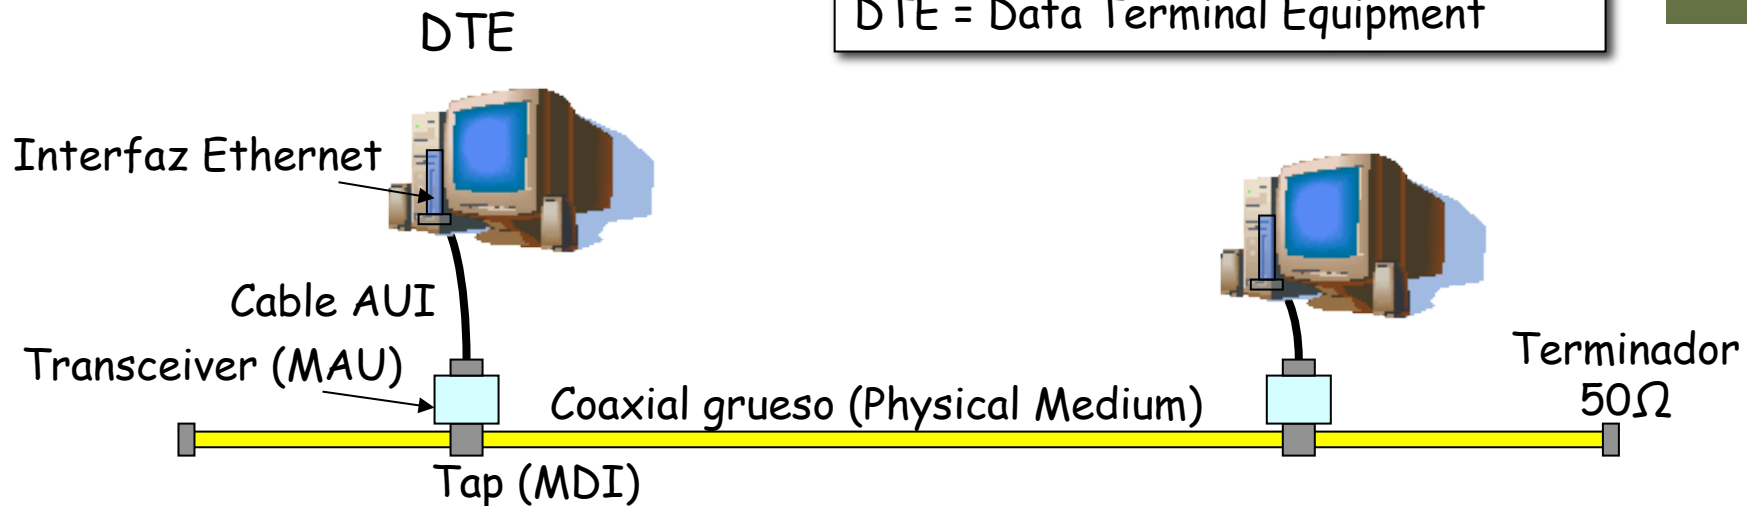 DTE = Data Terminal Equipment
DTE
Interfaz Ethernet
Cable AUI
Transceiver (MAU)
Coaxial grueso (Physical Medium)
Terminador
50Ω
Tap (MDI)